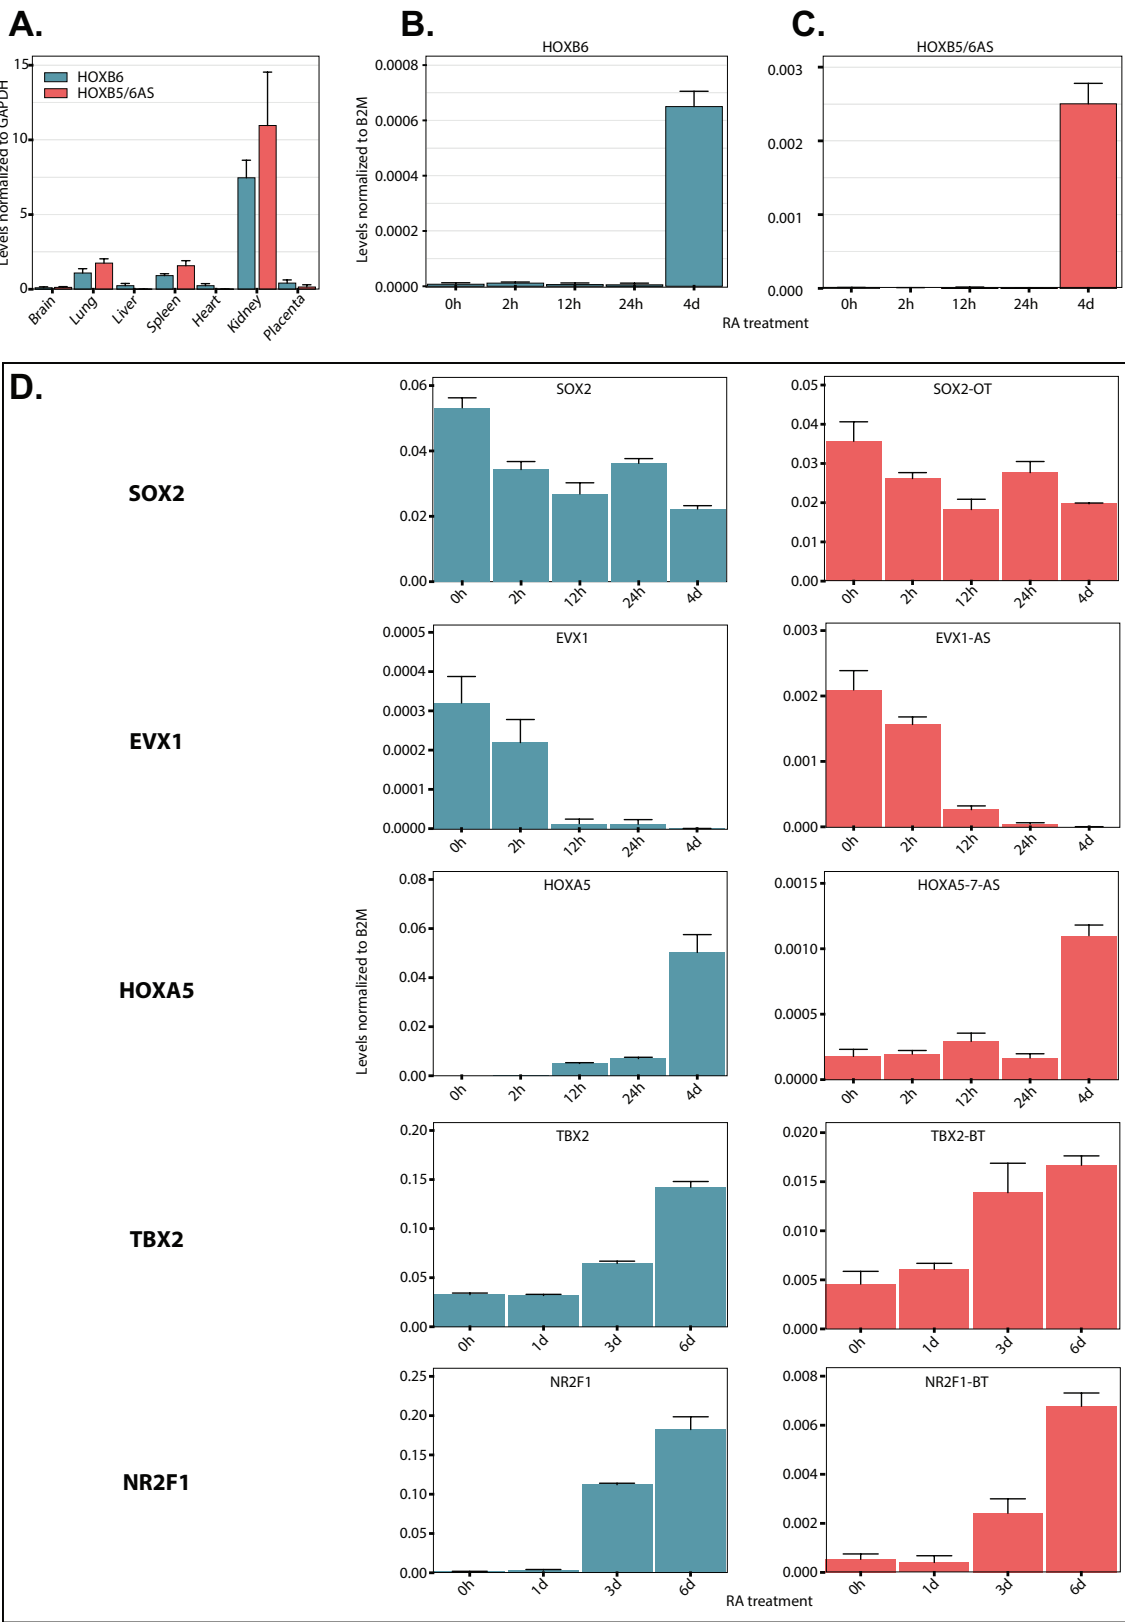 A.
B.
C.
Levels normalized to GAPDH
15
10
5
0
HOXB6
HOXB5/6AS
Brain
Lung
Liver
Spleen
Heart
Kidney
Placenta
HOXB6
Levels normalized to B2M
0.0008
0.0006
0.0004
0.0002
0.0000
0h 2h 12h 24h 4d
HOXB5/6AS
0.003
0.002
0.001
0.000
0h 2h 12h 24h 4d
RA treatment
D.
SOX2
SOX2
0.06
0.04
0.02
0.00
0h 2h 12h 24h 4d
SOX2-OT
0.05
0.04
0.03
0.02
0.01
0.00
0h 2h 12h 24h 4d
EVX1
EVX1
0.0005
0.0004
0.0003
0.0002
0.0001
0.0000
0h 2h 12h 24h 4d
EVX1-AS
0.003
0.002
0.001
0.000
0h 2h 12h 24h 4d
HOXA5
Levels normalized to B2M
HOXA5
0.08
0.06
0.04
0.02
0.00
0h 2h 12h 24h 4d
HOXA5-7-AS
0.0015
0.0010
0.0005
0.0000
0h 2h 12h 24h 4d
TBX2
TBX2
0.20
0.15
0.10
0.05
0.00
0h 1d 3d 6d
TBX2-BT
0.020
0.015
0.010
0.005
0.000
0h 1d 3d 6d
NR2F1
NR2F1
0.25
0.20
0.15
0.10
0.05
0.00
0h 1d 3d 6d
NR2F1-BT
0.008
0.006
0.004
0.002
0.000
0h 1d 3d 6d
RA treatment